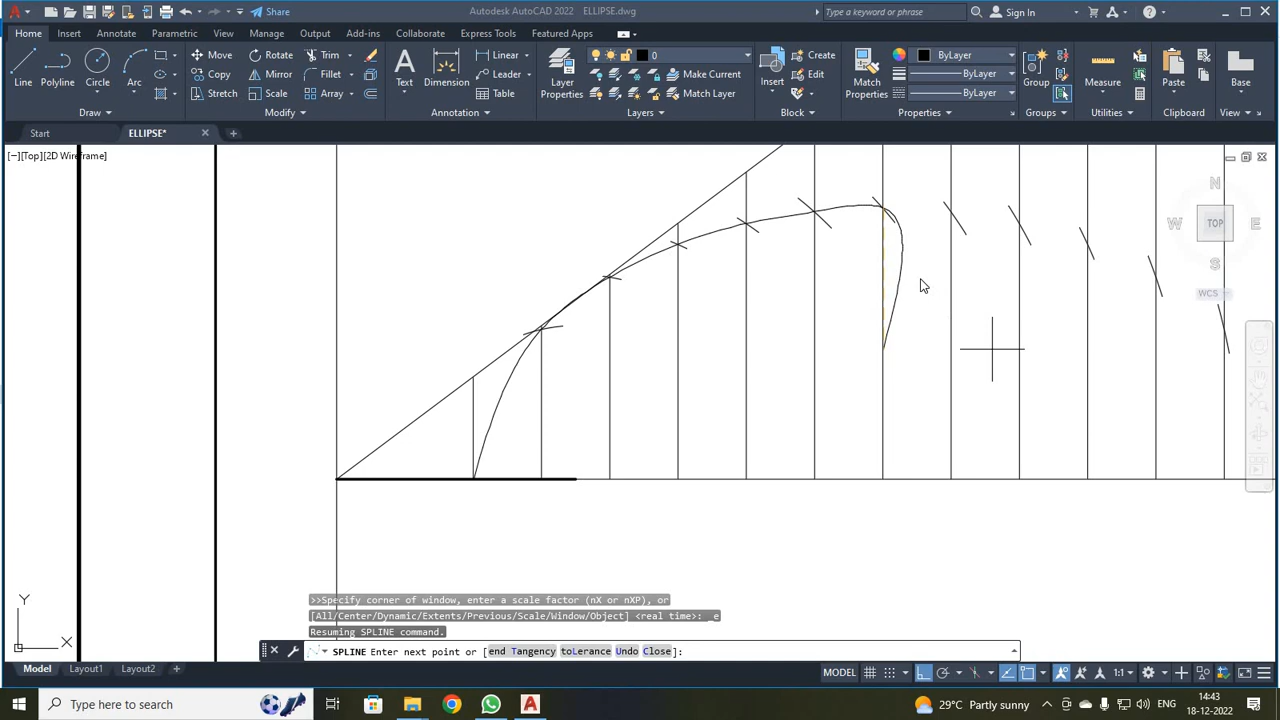 Share
Autodesk AutoCAD 2022 ELLIPSE.dwg
Type a keyword or phrase
Sign In
Home Insert Annotate Parametric View Manage Output Add-ins Collaborate Express Tools Featured Apps
Line
Polyline
Circle
Arc
Move Rotate Trim
Copy Mirror Fillet
Stretch Scale Array
Text
Dimension
Linear
Leader
Table
Layer
Properties
0
Make Current
Match Layer
Insert
Create
Edit
Match
Properties
ByLayer
ByLayer
ByLayer
Group
Measure
Paste
Base
Draw Modify Annotation Layers Block Properties Groups Utilities Clipboard View
Start
ELLIPSE*
[−][Top][2D Wireframe]
N
W TOP E
S
WCS
Y
X
>>Specify corner of window, enter a scale factor (nX or nXP), or
[All/Center/Dynamic/Extents/Previous/Scale/Window/Object] <real time>: _e
Resuming SPLINE command.
SPLINE Enter next point or [end Tangency toLerance Undo Close]:
Model Layout1 Layout2
MODEL
1:1
Type here to search
29°C Partly sunny
ENG
14:43
18-12-2022